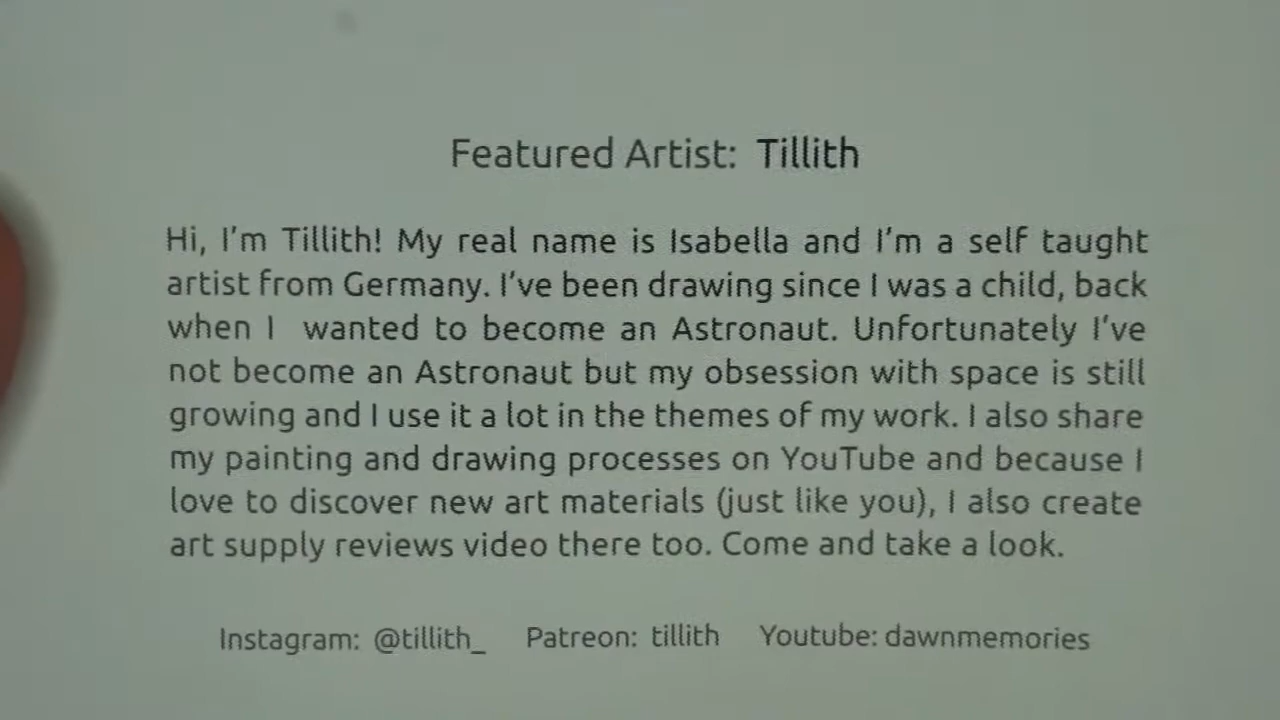 Featured Artist: Tillith
Hi, I'm Tillith! My real name is Isabella and I'm a self taught
artist from Germany. I've been drawing since I was a child, back
when I wanted to become an Astronaut. Unfortunately I've
not become an Astronaut but my obsession with space is still
growing and I use it a lot in the themes of my work. I also share
my painting and drawing processes on YouTube and because I
love to discover new art materials (just like you), I also create
art supply reviews video there too. Come and take a look.
Instagram: @tillith_ Patreon: tillith Youtube: dawnmemories